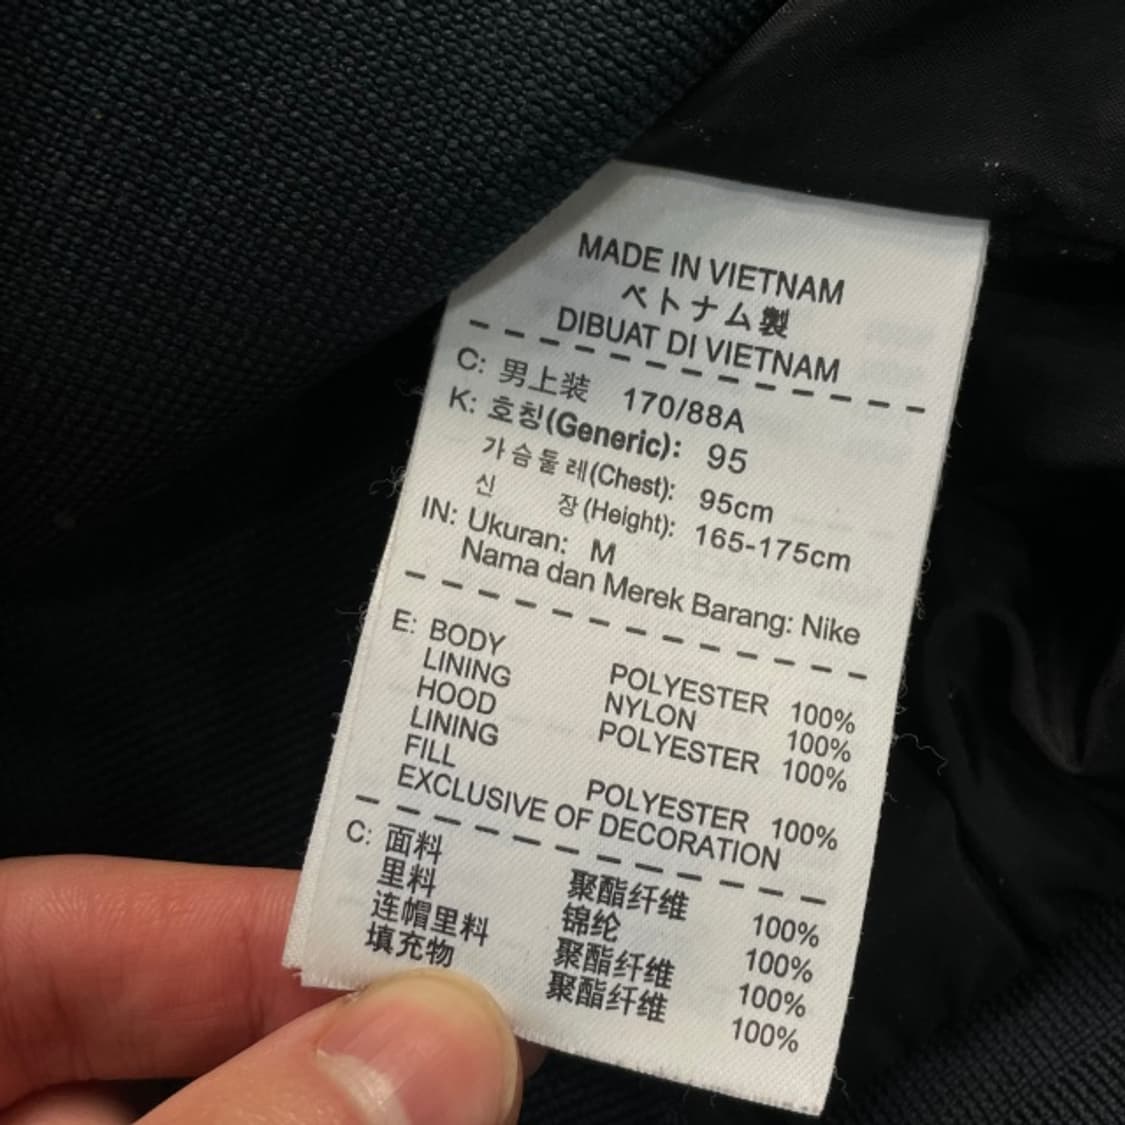 MADE IN VIETNAM
ベトナム製
DIBUAT DI VIETNAM
C: 男上装 170/88A
K: 호칭(Generic): 95
가슴둘레(Chest): 95cm
신 장(Height): 165-175cm
IN: Ukuran: M
Nama dan Merek Barang: Nike
E: BODY POLYESTER 100%
LINING NYLON 100%
HOOD
LINING POLYESTER 100%
FILL POLYESTER 100%
EXCLUSIVE OF DECORATION
C: 面料 聚酯纤维 100%
里料 锦纶 100%
连帽里料 聚酯纤维 100%
填充物 聚酯纤维 100%